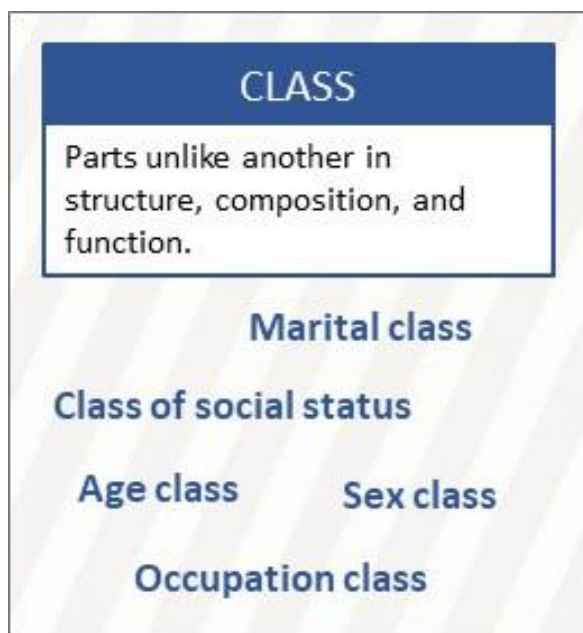 CLASS
Parts unlike another in
structure, composition, and
function.
Marital class
Class of social status
Age class
Sex class
Occupation class